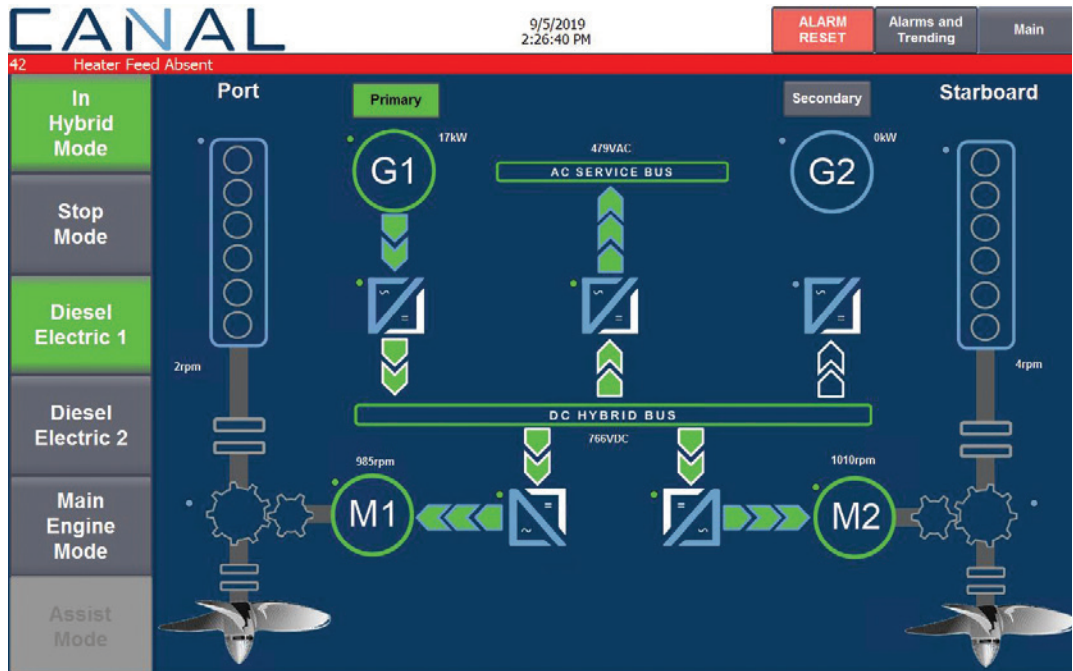 CANAL
9/5/2019
2:26:40 PM
ALARM
RESET
Alarms and
Trending
Main
42 Heater Feed Absent
In
Hybrid
Mode
Stop
Mode
Diesel
Electric 1
Diesel
Electric 2
Main
Engine
Mode
Assist
Mode
Port
Primary
Secondary
Starboard
G1
17kW
479VAC
AC SERVICE BUS
G2
0kW
2rpm
4rpm
DC HYBRID BUS
766VDC
985rpm
1010rpm
M1
M2